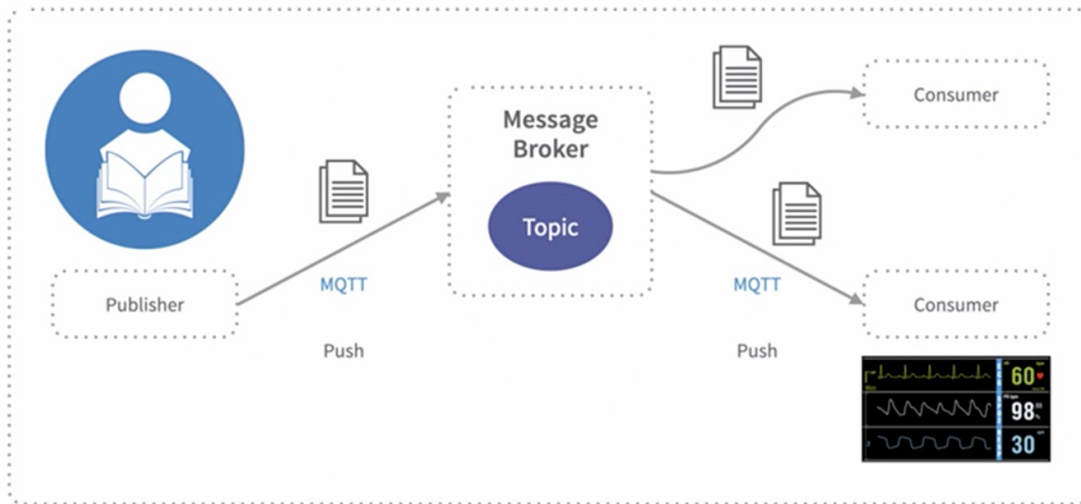 Message
Broker
Topic
Publisher
MQTT
Push
Consumer
MQTT
Push
Consumer
60
98
30